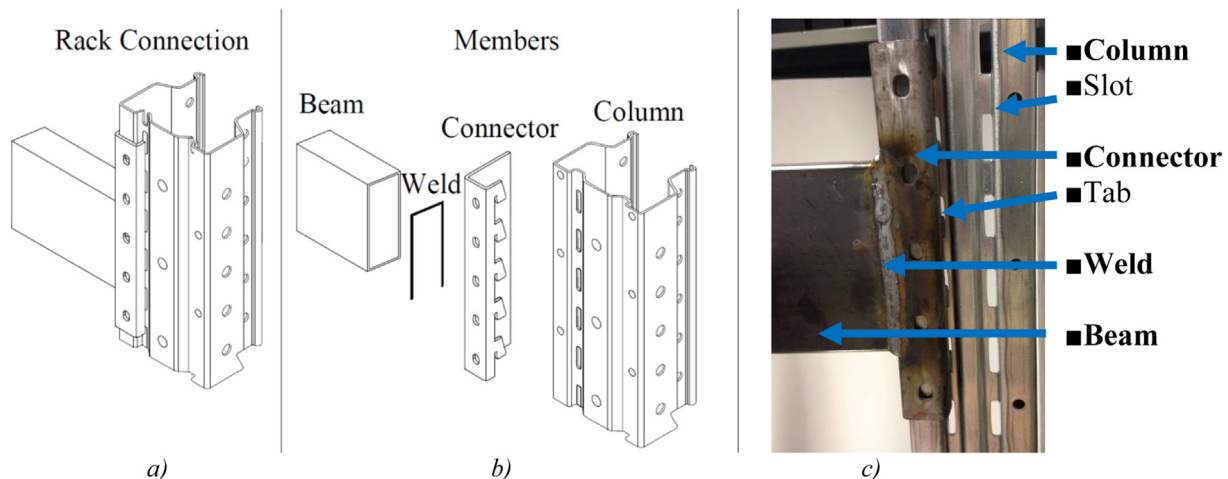 Rack Connection
Members
Beam
Connector
Column
Weld
■Column
■Slot
■Connector
■Tab
■Weld
■Beam
a)
b)
c)